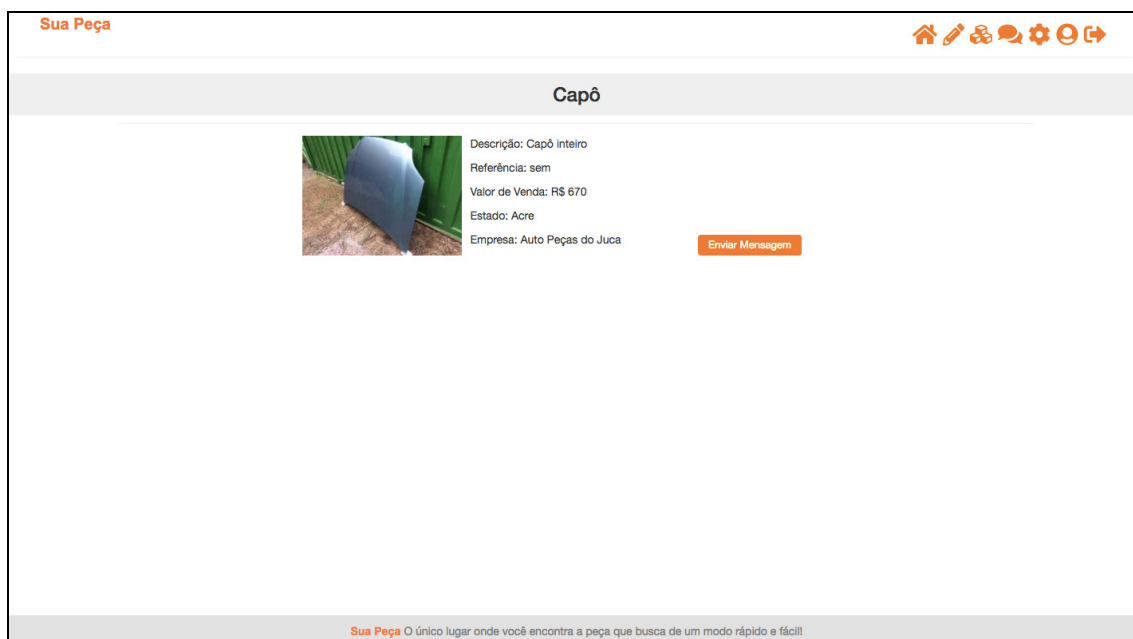 Sua Peça
Capô
Descrição: Capô inteiro
Referência: sem
Valor de Venda: R$ 670
Estado: Acre
Empresa: Auto Peças do Juca
Enviar Mensagem
Sua Peça O único lugar onde você encontra a peça que busca de um modo rápido e fácil!